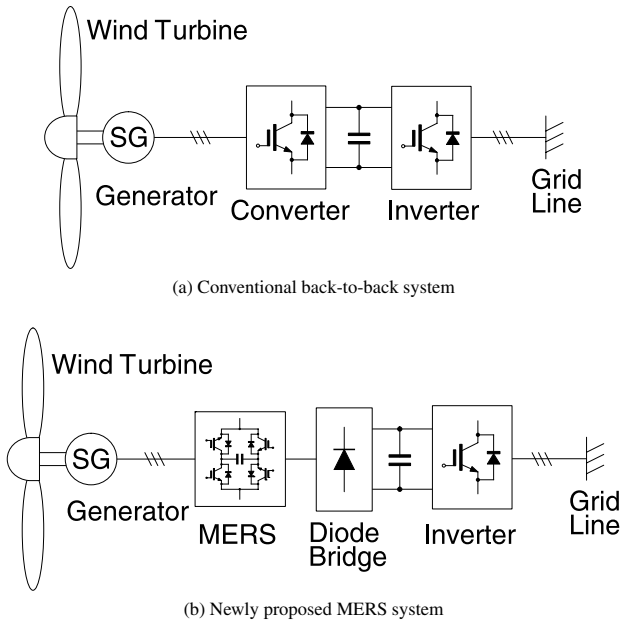 Wind Turbine
SG
Generator
Converter
Inverter
Grid
Line
(a) Conventional back-to-back system
Wind Turbine
SG
Generator
MERS
Diode
Bridge
Inverter
Grid
Line
(b) Newly proposed MERS system